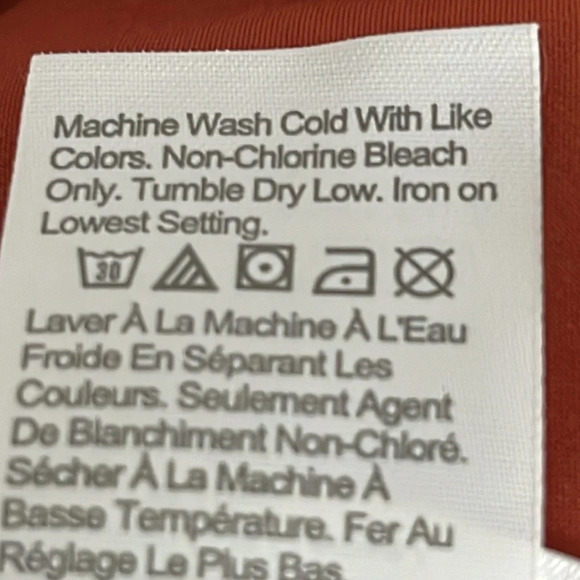 Machine Wash Cold With Like
Colors. Non-Chlorine Bleach
Only. Tumble Dry Low. Iron on
Lowest Setting.
30
Laver À La Machine À L'Eau
Froide En Séparant Les
Couleurs. Seulement Agent
De Blanchiment Non-Chloré.
Sécher À La Machine À
Basse Température. Fer Au
Réglage Le Plus Bas